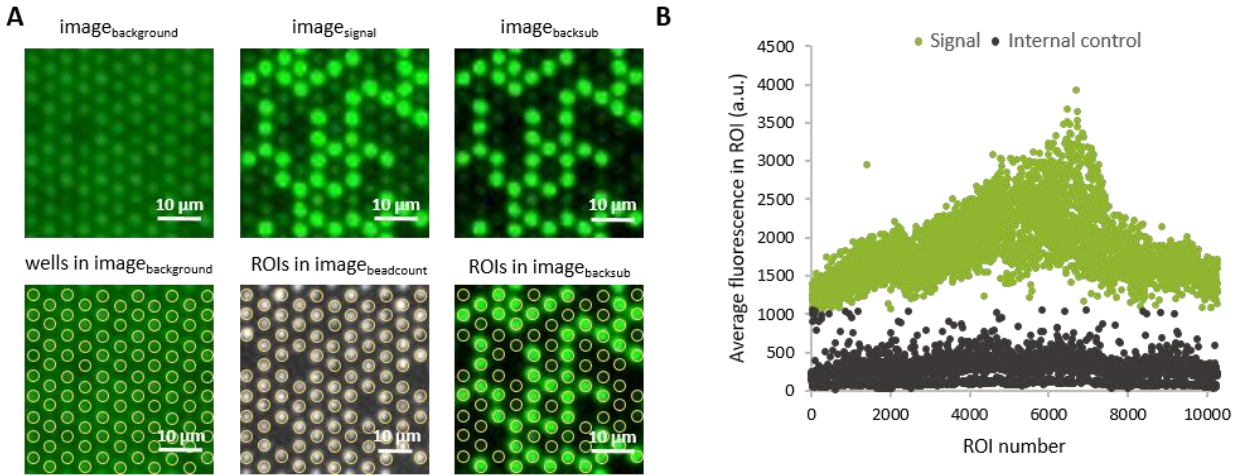 A
image_background
image_signal
image_backsub
10 µm
10 µm
10 µm
wells in image_background
ROIs in image_beadcount
ROIs in image_backsub
10 µm
10 µm
10 µm
B
Signal
Internal control
Average fluorescence in ROI (a.u.)
4500
4000
3500
3000
2500
2000
1500
1000
500
0
0
2000
4000
6000
8000
10000
ROI number